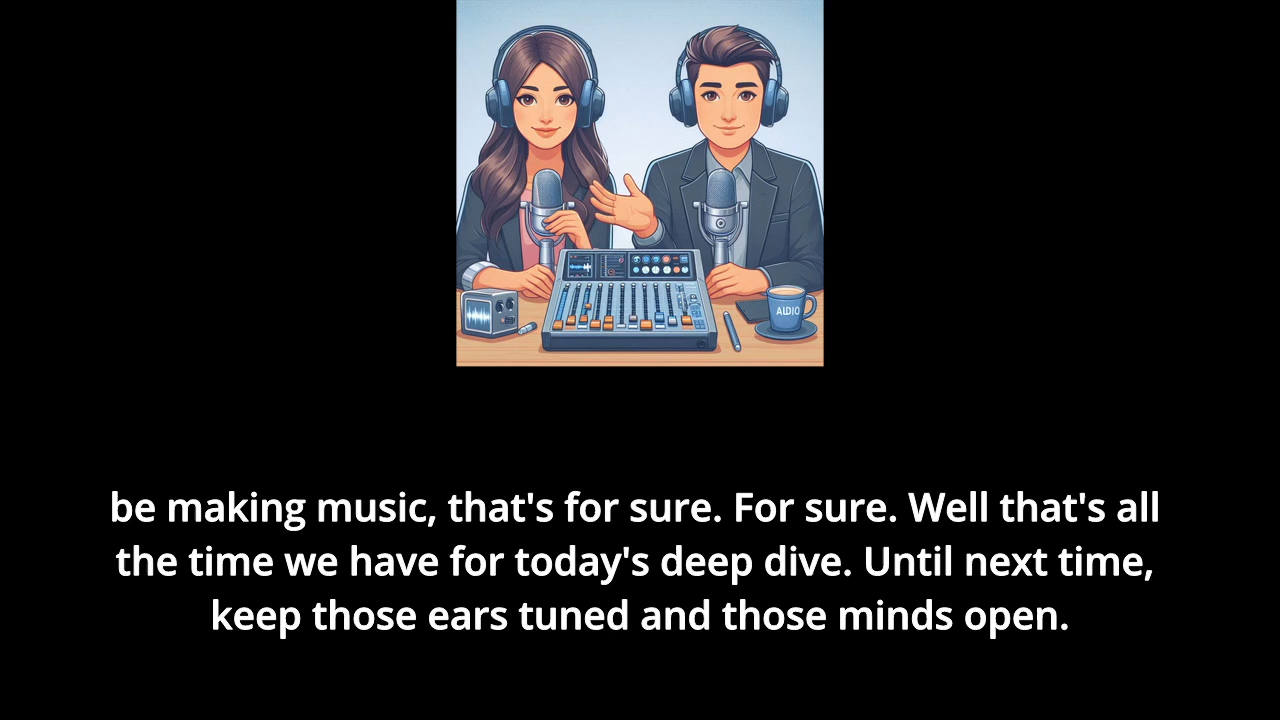 ALDIO
be making music, that's for sure. For sure. Well that's all
the time we have for today's deep dive. Until next time,
keep those ears tuned and those minds open.